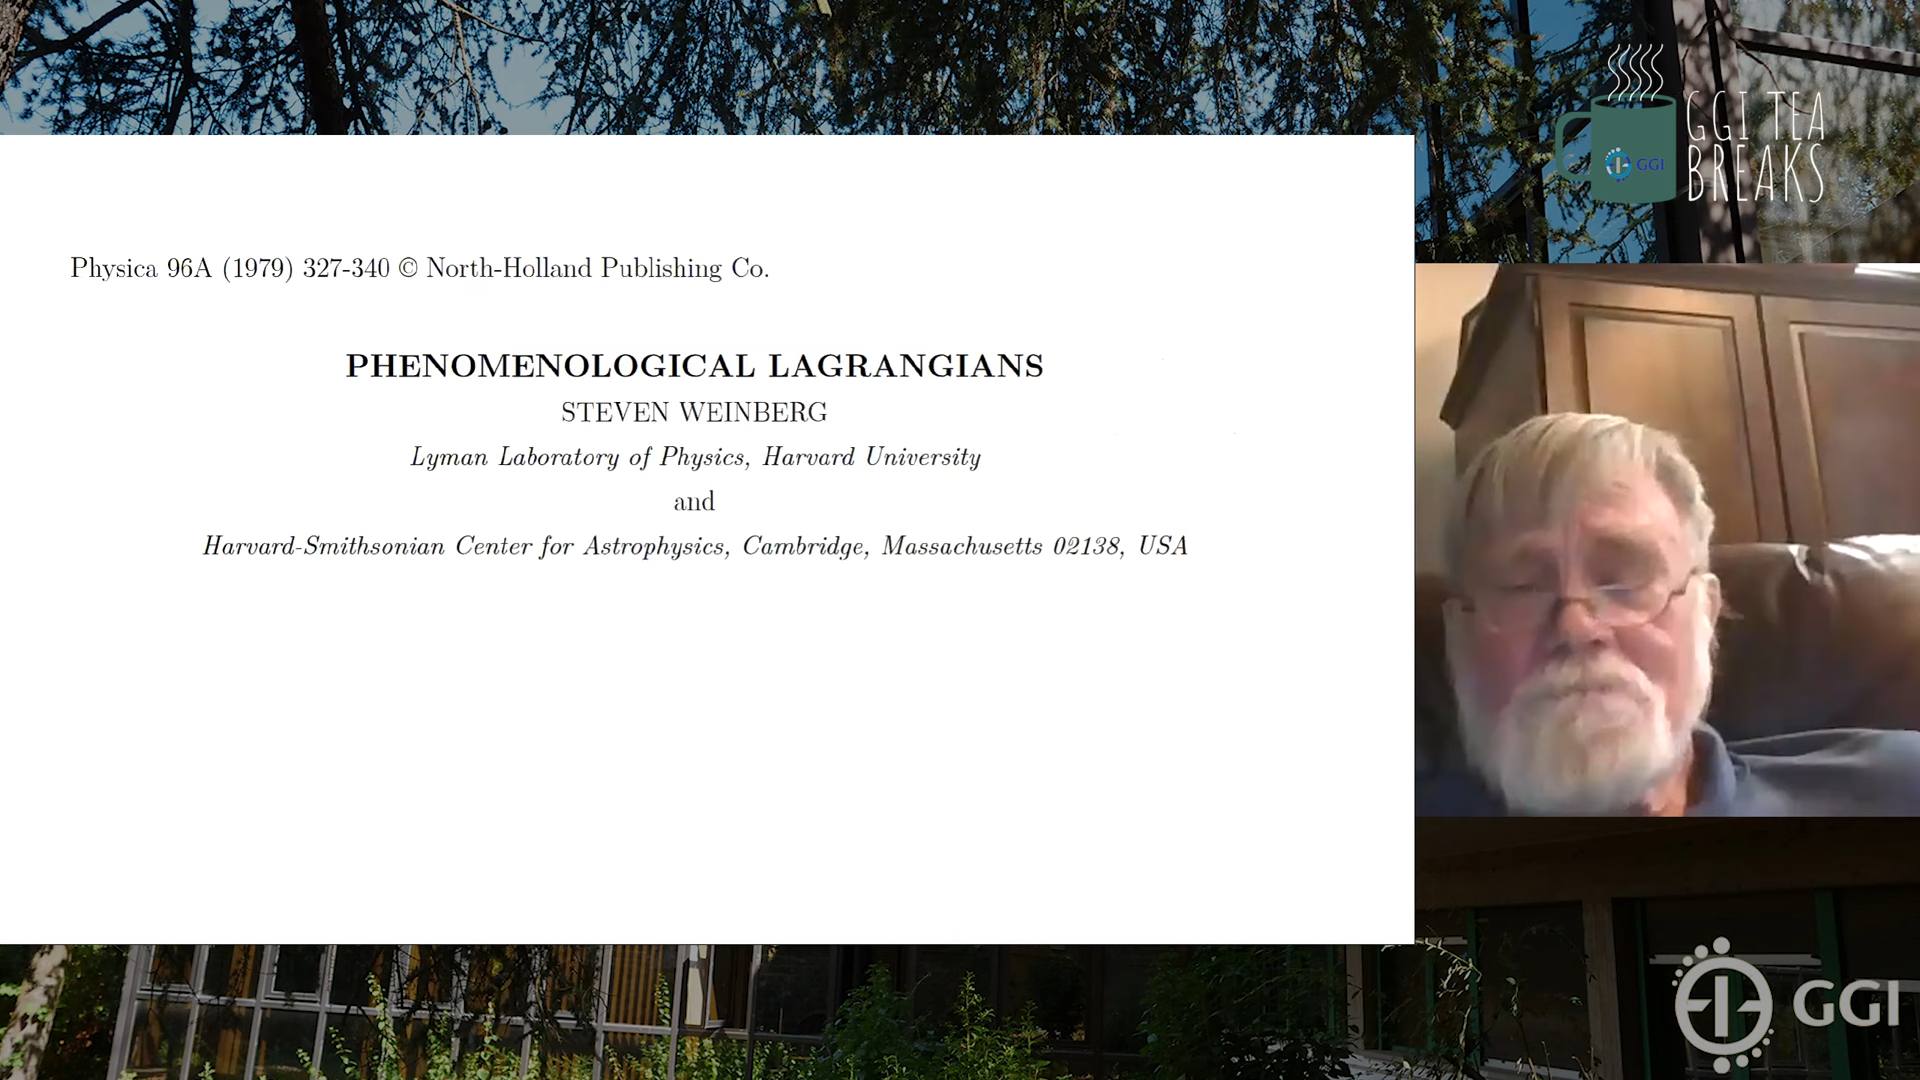 GGI TEA
BREAKS
GGI
Physica 96A (1979) 327-340 © North-Holland Publishing Co.
PHENOMENOLOGICAL LAGRANGIANS
STEVEN WEINBERG
Lyman Laboratory of Physics, Harvard University
and
Harvard-Smithsonian Center for Astrophysics, Cambridge, Massachusetts 02138, USA
GGI